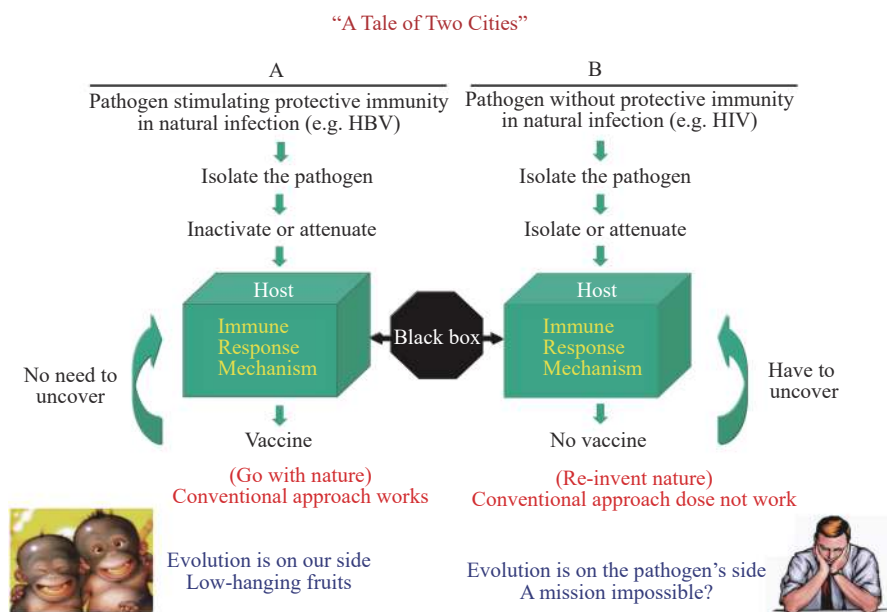 “A Tale of Two Cities”
A
Pathogen stimulating protective immunity
in natural infection (e.g. HBV)
Isolate the pathogen
Inactivate or attenuate
Host
Immune
Response
Mechanism
No need to
uncover
Vaccine
(Go with nature)
Conventional approach works
Evolution is on our side
Low-hanging fruits
Black box
B
Pathogen without protective immunity
in natural infection (e.g. HIV)
Isolate the pathogen
Isolate or attenuate
Host
Immune
Response
Mechanism
Have to
uncover
No vaccine
(Re-invent nature)
Conventional approach dose not work
Evolution is on the pathogen’s side
A mission impossible?